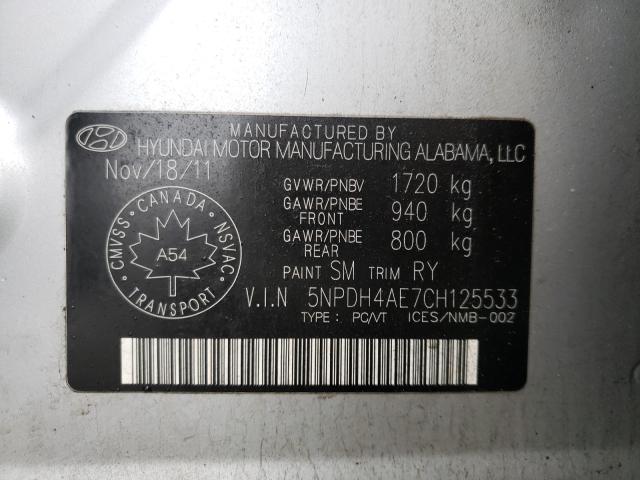 MANUFACTURED BY
HYUNDAI MOTOR MANUFACTURING ALABAMA, LLC
Nov/18/11
GVWR/PNBV 1720 kg
GAWR/PNBE FRONT 940 kg
GAWR/PNBE REAR 800 kg
CMVSS · CANADA · NSVAC
A54
TRANSPORT
PAINT SM TRIM RY
V.I.N 5NPDH4AE7CH125533
TYPE : PC/VT ICES/NMB-002